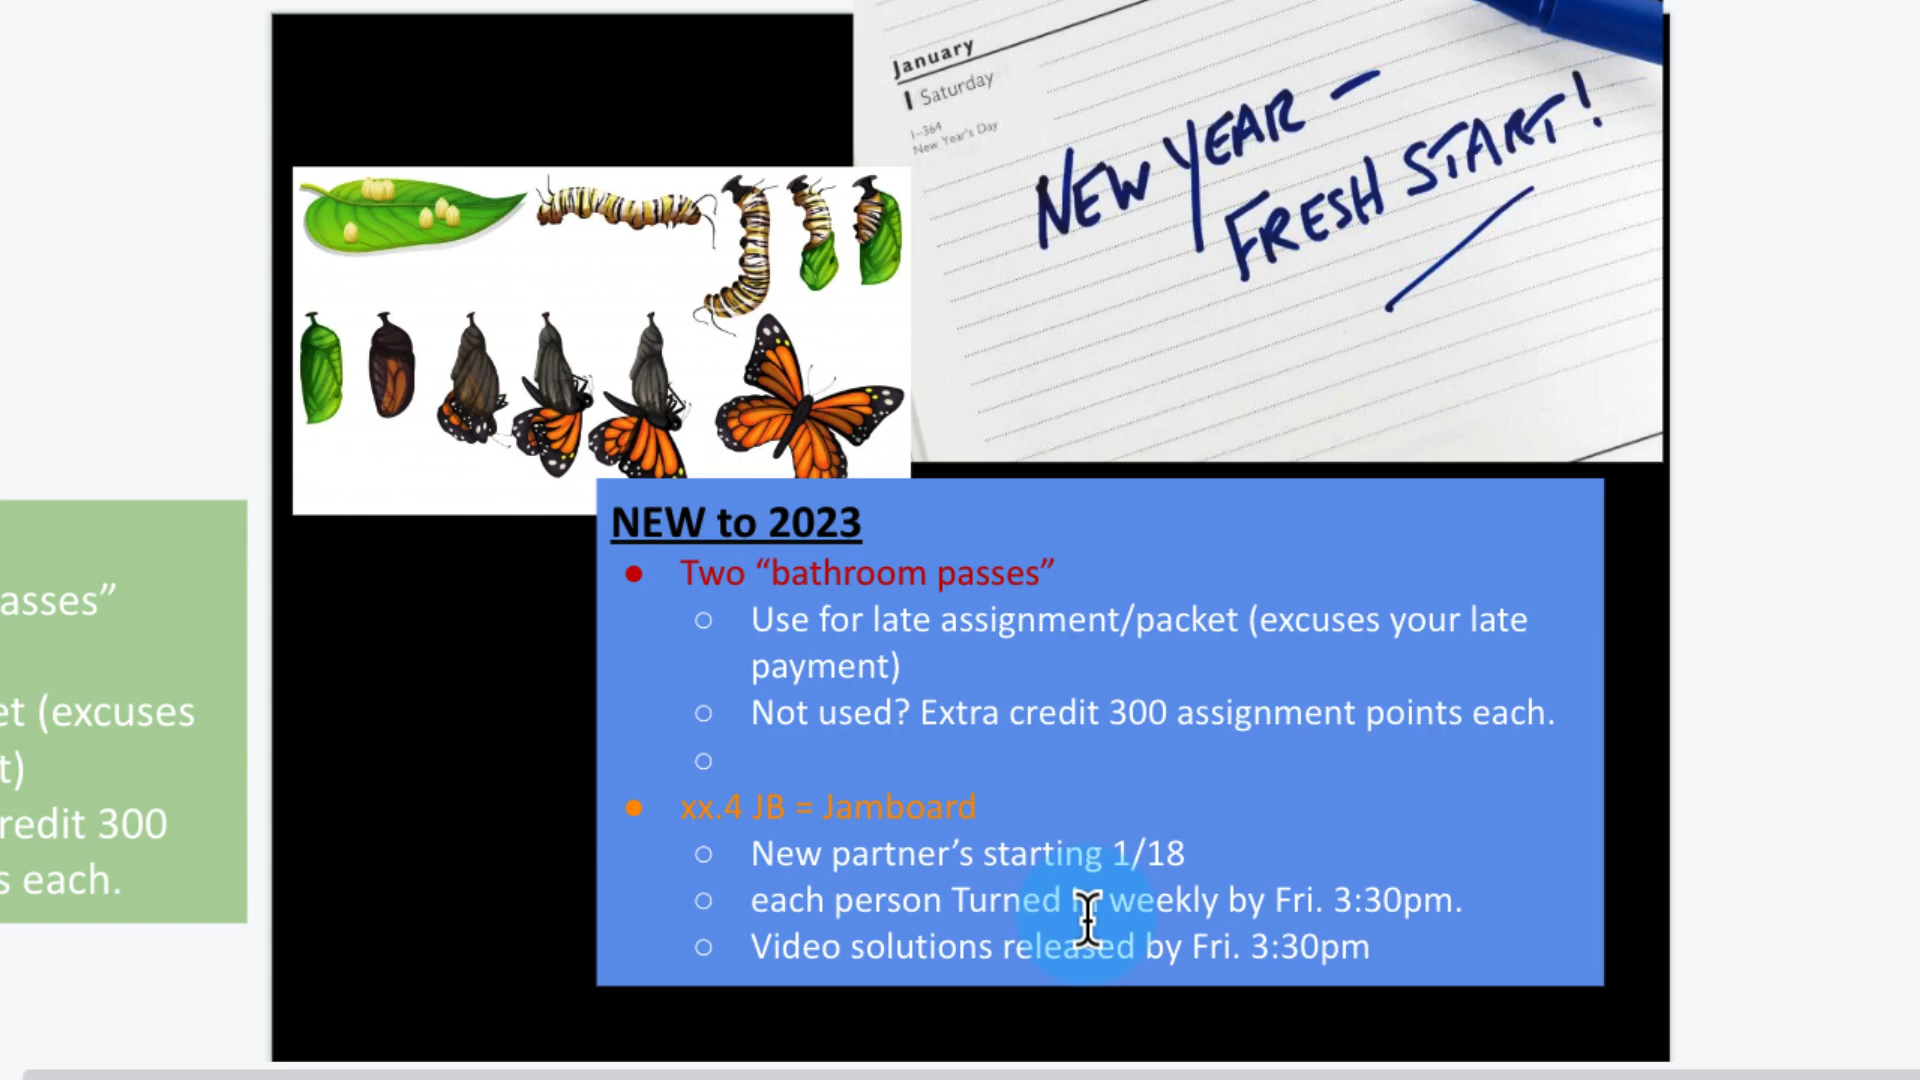 January
1 Saturday
1-364
New Year's Day
NEW YEAR -
FRESH START!
asses”
et (excuses
t)
redit 300
s each.
NEW to 2023
● Two “bathroom passes”
○ Use for late assignment/packet (excuses your late
payment)
○ Not used? Extra credit 300 assignment points each.
○
● xx.4 JB = Jamboard
○ New partner’s starting 1/18
○ each person Turned in weekly by Fri. 3:30pm.
○ Video solutions released by Fri. 3:30pm